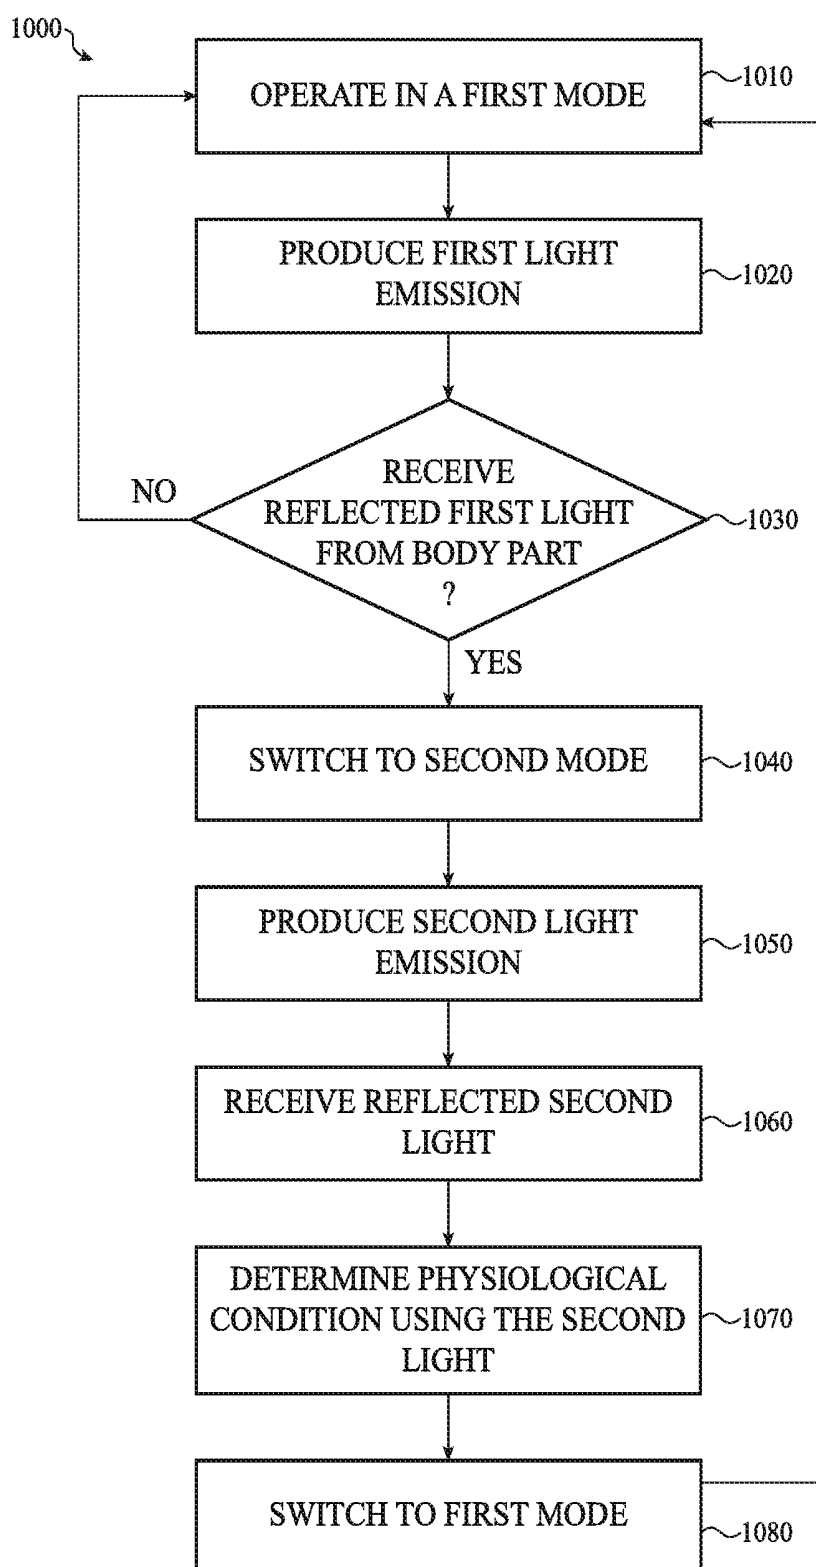 1000
OPERATE IN A FIRST MODE
1010
PRODUCE FIRST LIGHT
EMISSION
1020
RECEIVE
REFLECTED FIRST LIGHT
FROM BODY PART
?
1030
NO
YES
SWITCH TO SECOND MODE
1040
PRODUCE SECOND LIGHT
EMISSION
1050
RECEIVE REFLECTED SECOND
LIGHT
1060
DETERMINE PHYSIOLOGICAL
CONDITION USING THE SECOND
LIGHT
1070
SWITCH TO FIRST MODE
1080